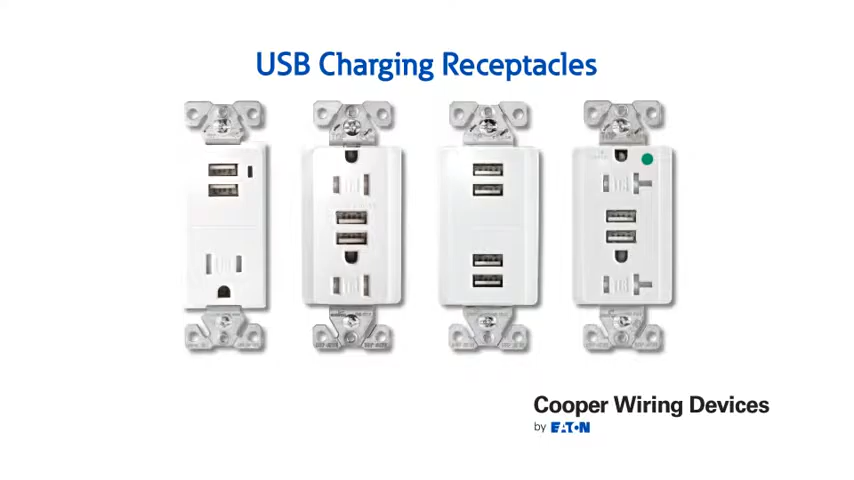 USB Charging Receptacles
Cooper Wiring Devices
by EATON